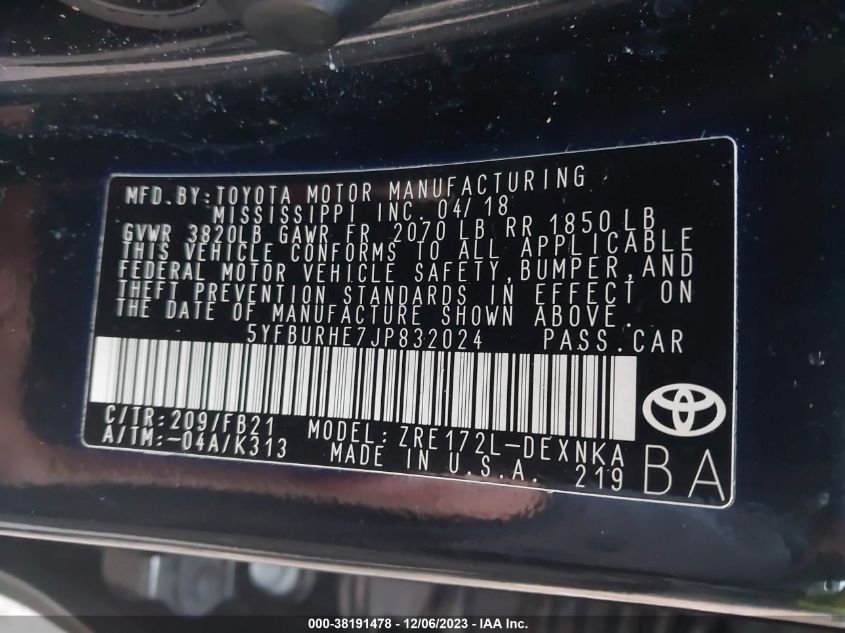 MFD. BY: TOYOTA MOTOR MANUFACTURING
MISSISSIPPI INC. 04/18
GVWR 3820LB GAWR FR 2070 LB RR 1850 LB
THIS VEHICLE CONFORMS TO ALL APPLICABLE
FEDERAL MOTOR VEHICLE SAFETY, BUMPER, AND
THEFT PREVENTION STANDARDS IN EFFECT ON
THE DATE OF MANUFACTURE SHOWN ABOVE.
5YFBURHE7JP832024 PASS. CAR
C/TR: 209/FB21 MODEL: ZRE172L-DEXNKA
A/TM: -04A/K313 MADE IN U.S.A. 219
BA
000-38191478 - 12/06/2023 - IAA Inc.